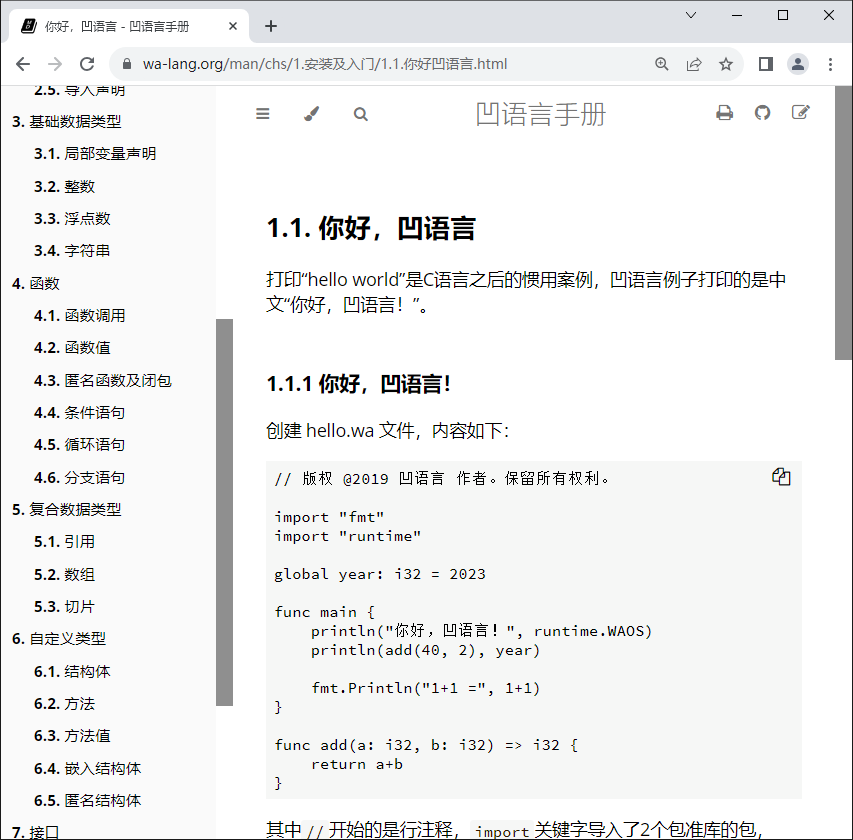 你好，凹语言 - 凹语言手册
wa-lang.org/man/chs/1.安装及入门/1.1.你好凹语言.html
2.5. 导入声明
3. 基础数据类型
3.1. 局部变量声明
3.2. 整数
3.3. 浮点数
3.4. 字符串
4. 函数
4.1. 函数调用
4.2. 函数值
4.3. 匿名函数及闭包
4.4. 条件语句
4.5. 循环语句
4.6. 分支语句
5. 复合数据类型
5.1. 引用
5.2. 数组
5.3. 切片
6. 自定义类型
6.1. 结构体
6.2. 方法
6.3. 方法值
6.4. 嵌入结构体
6.5. 匿名结构体
7. 接口
凹语言手册
1.1. 你好，凹语言
打印“hello world”是C语言之后的惯用案例，凹语言例子打印的是中
文“你好，凹语言！”。
1.1.1 你好，凹语言！
创建 hello.wa 文件，内容如下：
// 版权 @2019 凹语言 作者。保留所有权利。
import "fmt"
import "runtime"
global year: i32 = 2023
func main {
println("你好，凹语言！", runtime.WAOS)
println(add(40, 2), year)
fmt.Println("1+1 =", 1+1)
}
func add(a: i32, b: i32) => i32 {
return a+b
}
其中 // 开始的是行注释，import 关键字导入了2个包准库的包，